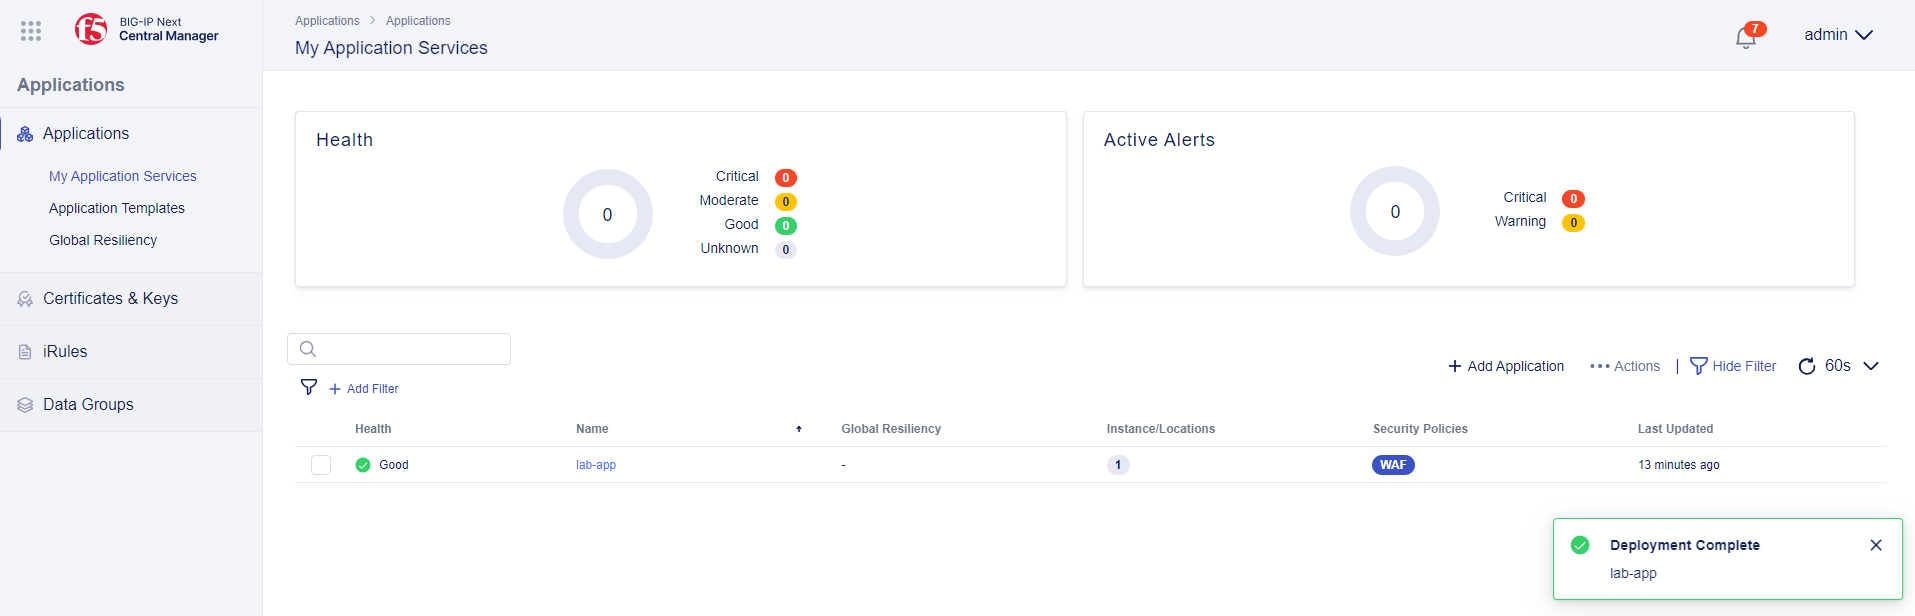 f5
BIG-IP Next
Central Manager
Applications
Applications
My Application Services
Application Templates
Global Resiliency
Certificates & Keys
iRules
Data Groups
Applications > Applications
My Application Services
7
admin
Health
0
Critical 0
Moderate 0
Good 0
Unknown 0
Active Alerts
0
Critical 0
Warning 0
+ Add Application ••• Actions | Hide Filter 60s
+ Add Filter
Health Name Global Resiliency Instance/Locations Security Policies Last Updated
Good lab-app - 1 WAF 13 minutes ago
Deployment Complete
lab-app